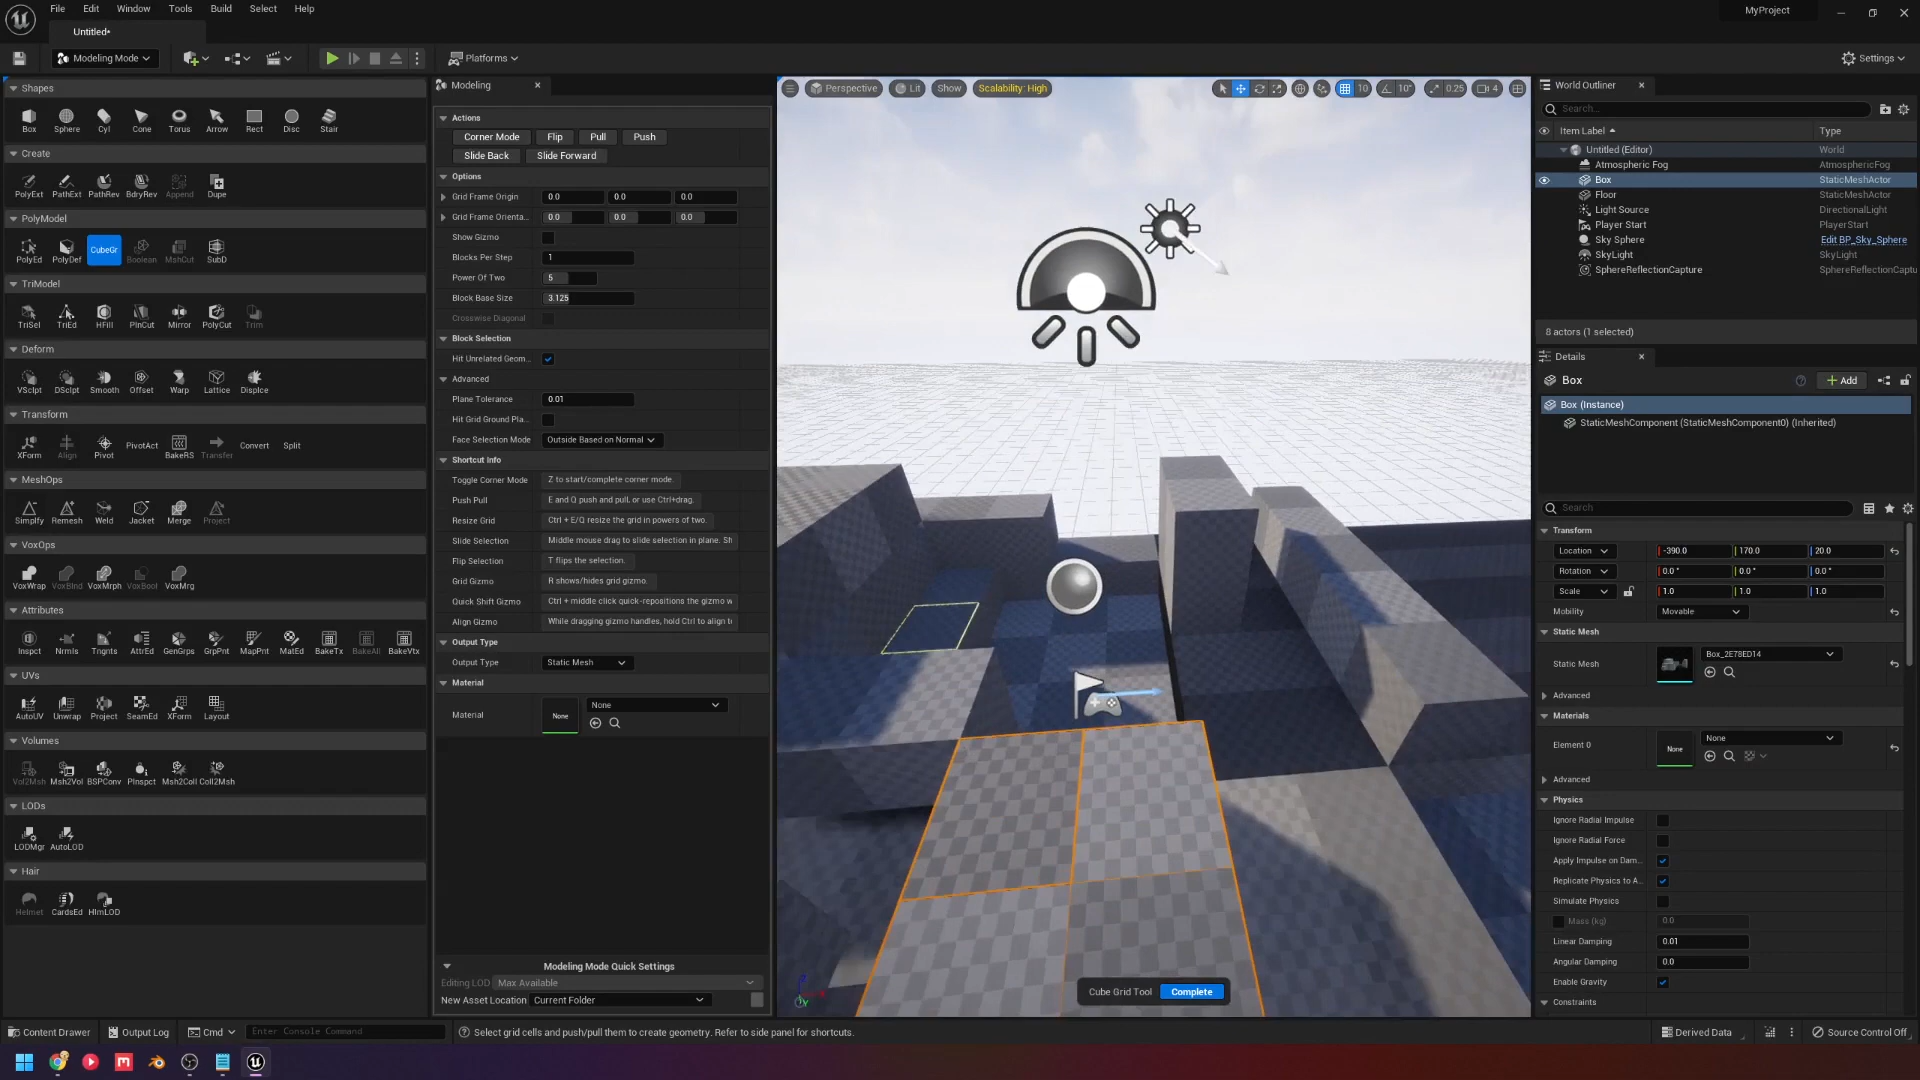 File Edit Window Tools Build Select Help
MyProject
Untitled*
Modeling Mode
Platforms
Settings
Shapes
Box Sphere Cyl Cone Torus Arrow Rect Disc Stair
Create
PolyExt PathExt PathRev BdryRev Append Dupe
PolyModel
PolyEd PolyDef CubeGr Boolean MshCut SubD
TriModel
TriSel TriEd HFill PlnCut Mirror PolyCut Trim
Deform
VSclpt DSclpt Smooth Offset Warp Lattice Displce
Transform
XForm Align Pivot PivotAct BakeRS Transfer Convert Split
MeshOps
Simplfy Remesh Weld Jacket Merge Project
VoxOps
VoxWrap VoxBlnd VoxMrph VoxBool VoxMrg
Attributes
Inspct Nrmls Tngnts AttrEd GenGrps GrpPnt MapPnt MatEd BakeTx BakeAll BakeVtx
UVs
AutoUV Unwrap Project SeamEd XForm Layout
Volumes
Vol2Msh Msh2Vol BSPConv PInspct Msh2Coll Coll2Msh
LODs
LODMgr AutoLOD
Hair
Helmet CardsEd HlmLOD
Modeling
Actions
Corner Mode Flip Pull Push
Slide Back Slide Forward
Options
Grid Frame Origin 0.0 0.0 0.0
Grid Frame Orienta... 0.0 0.0 0.0
Show Gizmo
Blocks Per Step 1
Power Of Two 5
Block Base Size 3.125
Crosswise Diagonal
Block Selection
Hit Unrelated Geom...
Advanced
Plane Tolerance 0.01
Hit Grid Ground Pla...
Face Selection Mode Outside Based on Normal
Shortcut Info
Toggle Corner Mode Z to start/complete corner mode.
Push Pull E and Q push and pull, or use Ctrl+drag.
Resize Grid Ctrl + E/Q resize the grid in powers of two.
Slide Selection Middle mouse drag to slide selection in plane. Sh
Flip Selection T flips the selection.
Grid Gizmo R shows/hides grid gizmo.
Quick Shift Gizmo Ctrl + middle click quick-repositions the gizmo w
Align Gizmo While dragging gizmo handles, hold Ctrl to align t
Output Type
Output Type Static Mesh
Material
Material None None
Modeling Mode Quick Settings
Editing LOD Max Available
New Asset Location Current Folder
Perspective Lit Show Scalability: High 10 10° 0.25 4
Cube Grid Tool Complete
World Outliner
Search...
Item Label Type
Untitled (Editor) World
Atmospheric Fog AtmosphericFog
Box StaticMeshActor
Floor StaticMeshActor
Light Source DirectionalLight
Player Start PlayerStart
Sky Sphere Edit BP_Sky_Sphere
SkyLight SkyLight
SphereReflectionCapture SphereReflectionCaptu
8 actors (1 selected)
Details
Box Add
Box (Instance)
StaticMeshComponent (StaticMeshComponent0) (Inherited)
Search
Transform
Location -390.0 170.0 20.0
Rotation 0.0° 0.0° 0.0°
Scale 1.0 1.0 1.0
Mobility Movable
Static Mesh
Static Mesh Box_2E78ED14
Advanced
Materials
Element 0 None None
Advanced
Physics
Ignore Radial Impulse
Ignore Radial Force
Apply Impulse on Dam...
Replicate Physics to A...
Simulate Physics
Mass (kg) 0.0
Linear Damping 0.01
Angular Damping 0.0
Enable Gravity
Constraints
Content Drawer Output Log Cmd Enter Console Command Select grid cells and push/pull them to create geometry. Refer to side panel for shortcuts. Derived Data Source Control Off